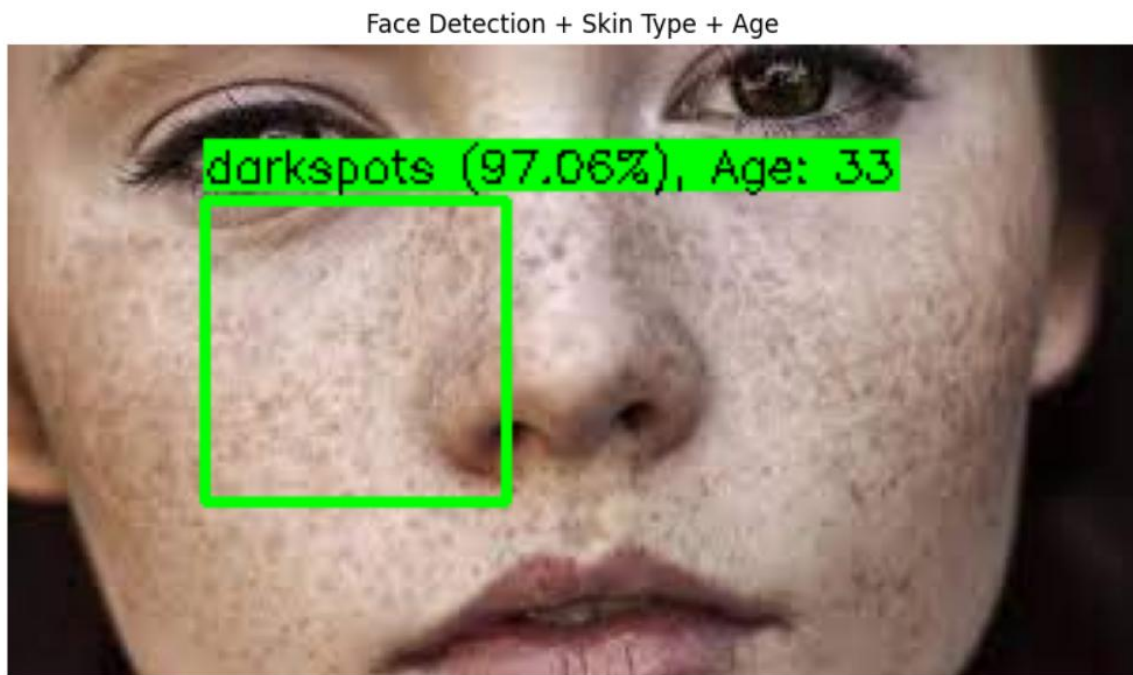 Face Detection + Skin Type + Age
darkspots (97.06%), Age: 33